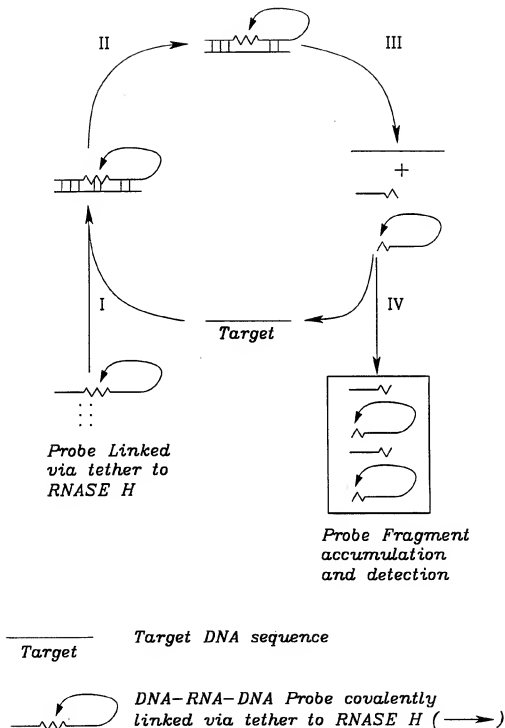 II
III
+
I
IV
Target
Probe Linked
via tether to
RNASE H
Probe Fragment
accumulation
and detection
Target DNA sequence
Target
DNA-RNA-DNA Probe covalently
linked via tether to RNASE H (⟶)